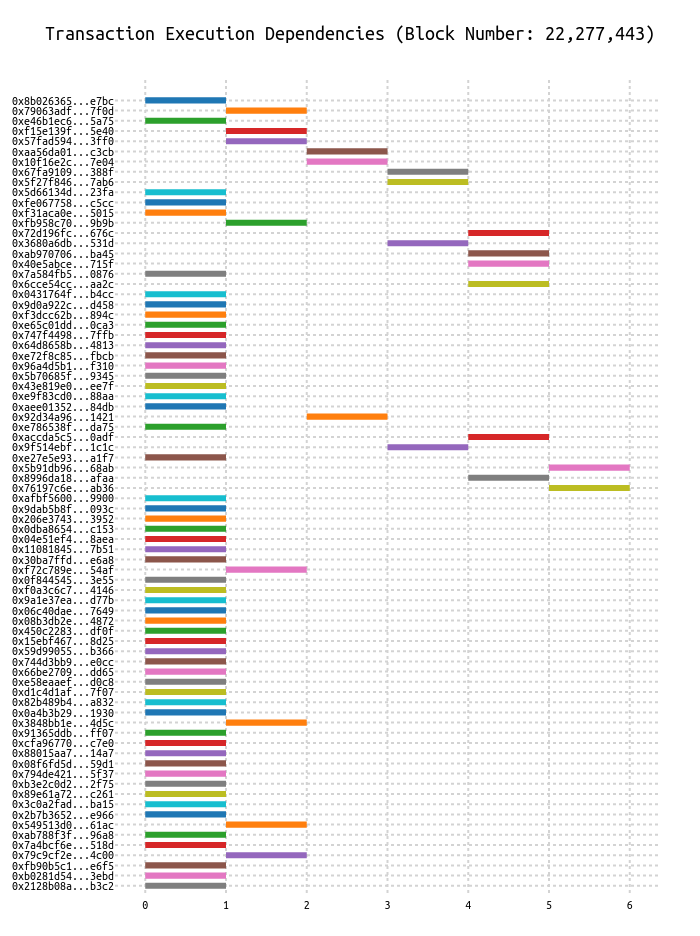 Transaction Execution Dependencies (Block Number: 22,277,443)
0x8b026365...e7bc
0x79063adf...7f0d
0xe46b1ec6...5a75
0xf15e139f...5e40
0x57fad594...3ff0
0xaa56da01...c3cb
0x10f16e2c...7e04
0x67fa9109...388f
0x5f27f846...7ab6
0x5d66134d...23fa
0xfe067758...c5cc
0xf31aca0e...5015
0xfb958c70...9b9b
0x72d196fc...676c
0x3680a6db...531d
0xab970706...ba45
0x40e5abce...715f
0x7a584fb5...0876
0x6cce54cc...aa2c
0x0431764f...b4cc
0x9d0a922c...d458
0xf3dcc62b...894c
0xe65c01dd...0ca3
0x747f4498...7ffb
0x64d8658b...4813
0xe72f8c85...fbcb
0x96a4d5b1...f310
0x5b70685f...9345
0x43e819e0...ee7f
0xe9f83cd0...88aa
0xaee01352...84db
0x92d34a96...1421
0xe786538f...da75
0xaccda5c5...0adf
0x9f514ebf...1c1c
0xe27e5e93...a1f7
0x5b91db96...68ab
0x8996da18...afaa
0x76197c6e...ab36
0xafbf5600...9900
0x9dab5b8f...093c
0x206e3743...3952
0x0dba8654...c153
0x04e51ef4...8aea
0x11081845...7b51
0x30ba7ffd...e6a8
0xf72c789e...54af
0x0f844545...3e55
0xf0a3c6c7...4146
0x9a1e37ea...d77b
0x06c40dae...7649
0x08b3db2e...4872
0x450c2283...df0f
0x15ebf467...8d25
0x59d99055...b366
0x744d3bb9...e0cc
0x66be2709...dd65
0xe58eaaef...d0c8
0xd1c4d1af...7f07
0x82b489b4...a832
0x0a4b3b29...1930
0x3848bb1e...4d5c
0x91365ddb...ff07
0xcfa96770...c7e0
0x88015aa7...14a7
0x08f6fd5d...59d1
0x794de421...5f37
0xb3e2c0d2...2f75
0x89e61a72...c261
0x3c0a2fad...ba15
0x2b7b3652...e966
0x549513d0...61ac
0xab788f3f...96a8
0x7a4bcf6e...518d
0x79c9cf2e...4c00
0xfb90b5c1...e6f5
0xb0281d54...3ebd
0x2128b08a...b3c2
0 1 2 3 4 5 6